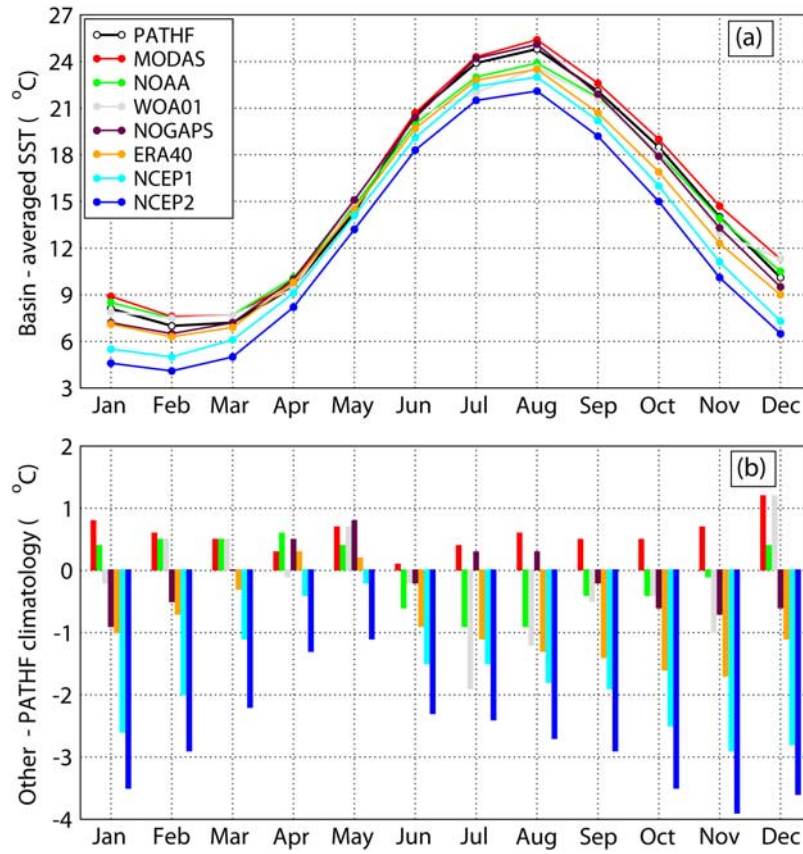 27
24
21
18
15
12
9
6
3
Basin - averaged SST ( °C)
PATHF
MODAS
NOAA
WOA01
NOGAPS
ERA40
NCEP1
NCEP2
(a)
Jan Feb Mar Apr May Jun Jul Aug Sep Oct Nov Dec
2
1
0
-1
-2
-3
-4
Other - PATHF climatology ( °C)
(b)
Jan Feb Mar Apr May Jun Jul Aug Sep Oct Nov Dec